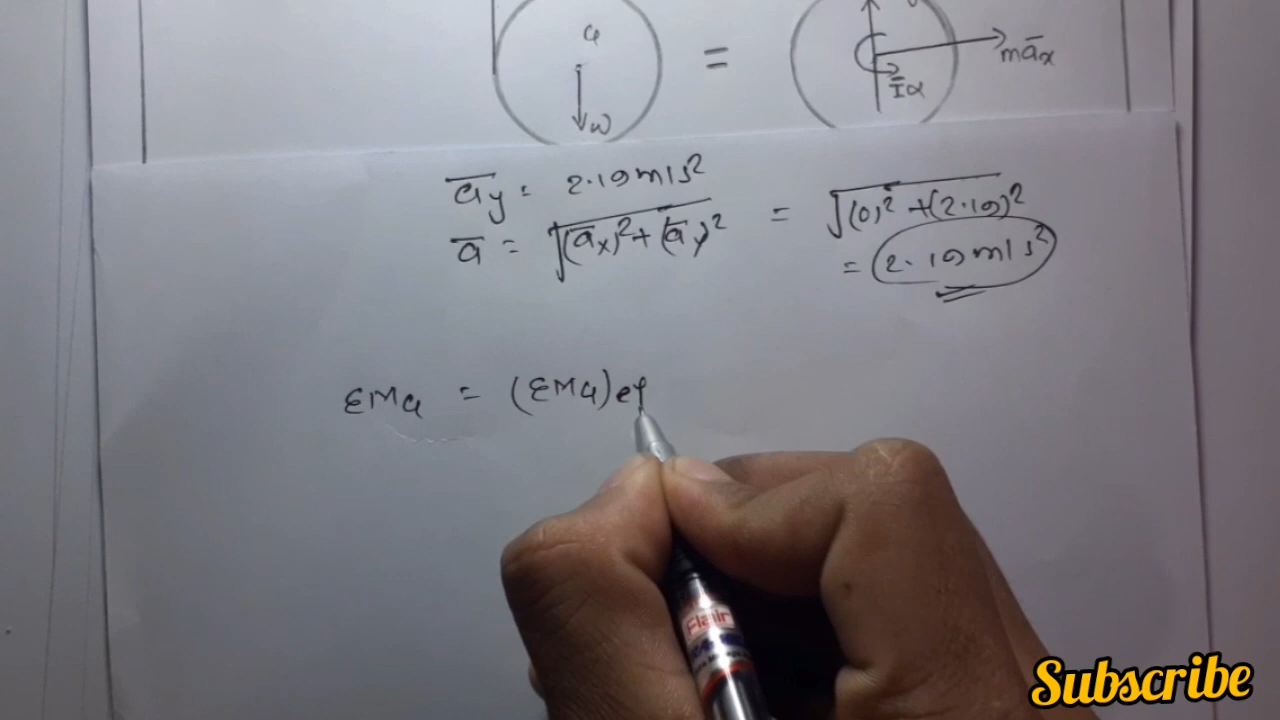 G
=
māx
Īα
W
āy = 2.19 m/s²
ā = √(āx)² + (āy)² = √(0)² + (2.19)²
= 2.19 m/s²
ΣMG = (ΣMG)ef
Flair
Subscribe